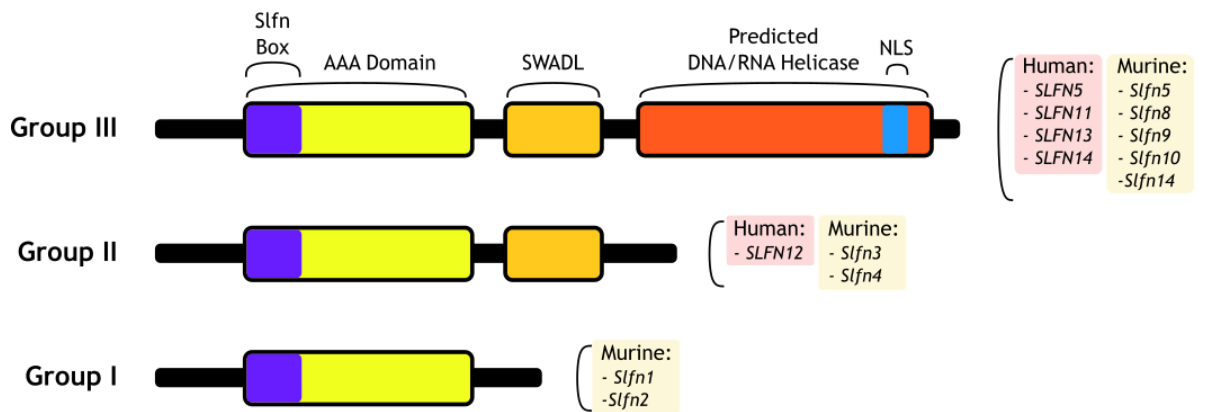 Slfn
Box
AAA Domain
SWADL
Predicted
DNA/RNA Helicase
NLS
Group III
Human:
- SLFN5
- SLFN11
- SLFN13
- SLFN14
Murine:
- Slfn5
- Slfn8
- Slfn9
- Slfn10
-Slfn14
Group II
Human:
- SLFN12
Murine:
- Slfn3
- Slfn4
Group I
Murine:
- Slfn1
-Slfn2